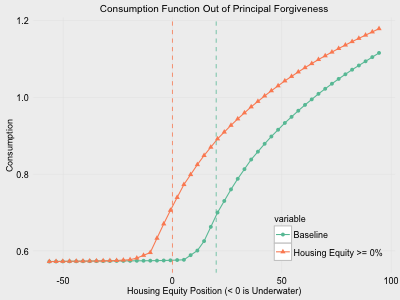 Consumption Function Out of Principal Forgiveness
1.2
1.0
0.8
0.6
Consumption
variable
Baseline
Housing Equity >= 0%
-50
0
50
100
Housing Equity Position (< 0 is Underwater)